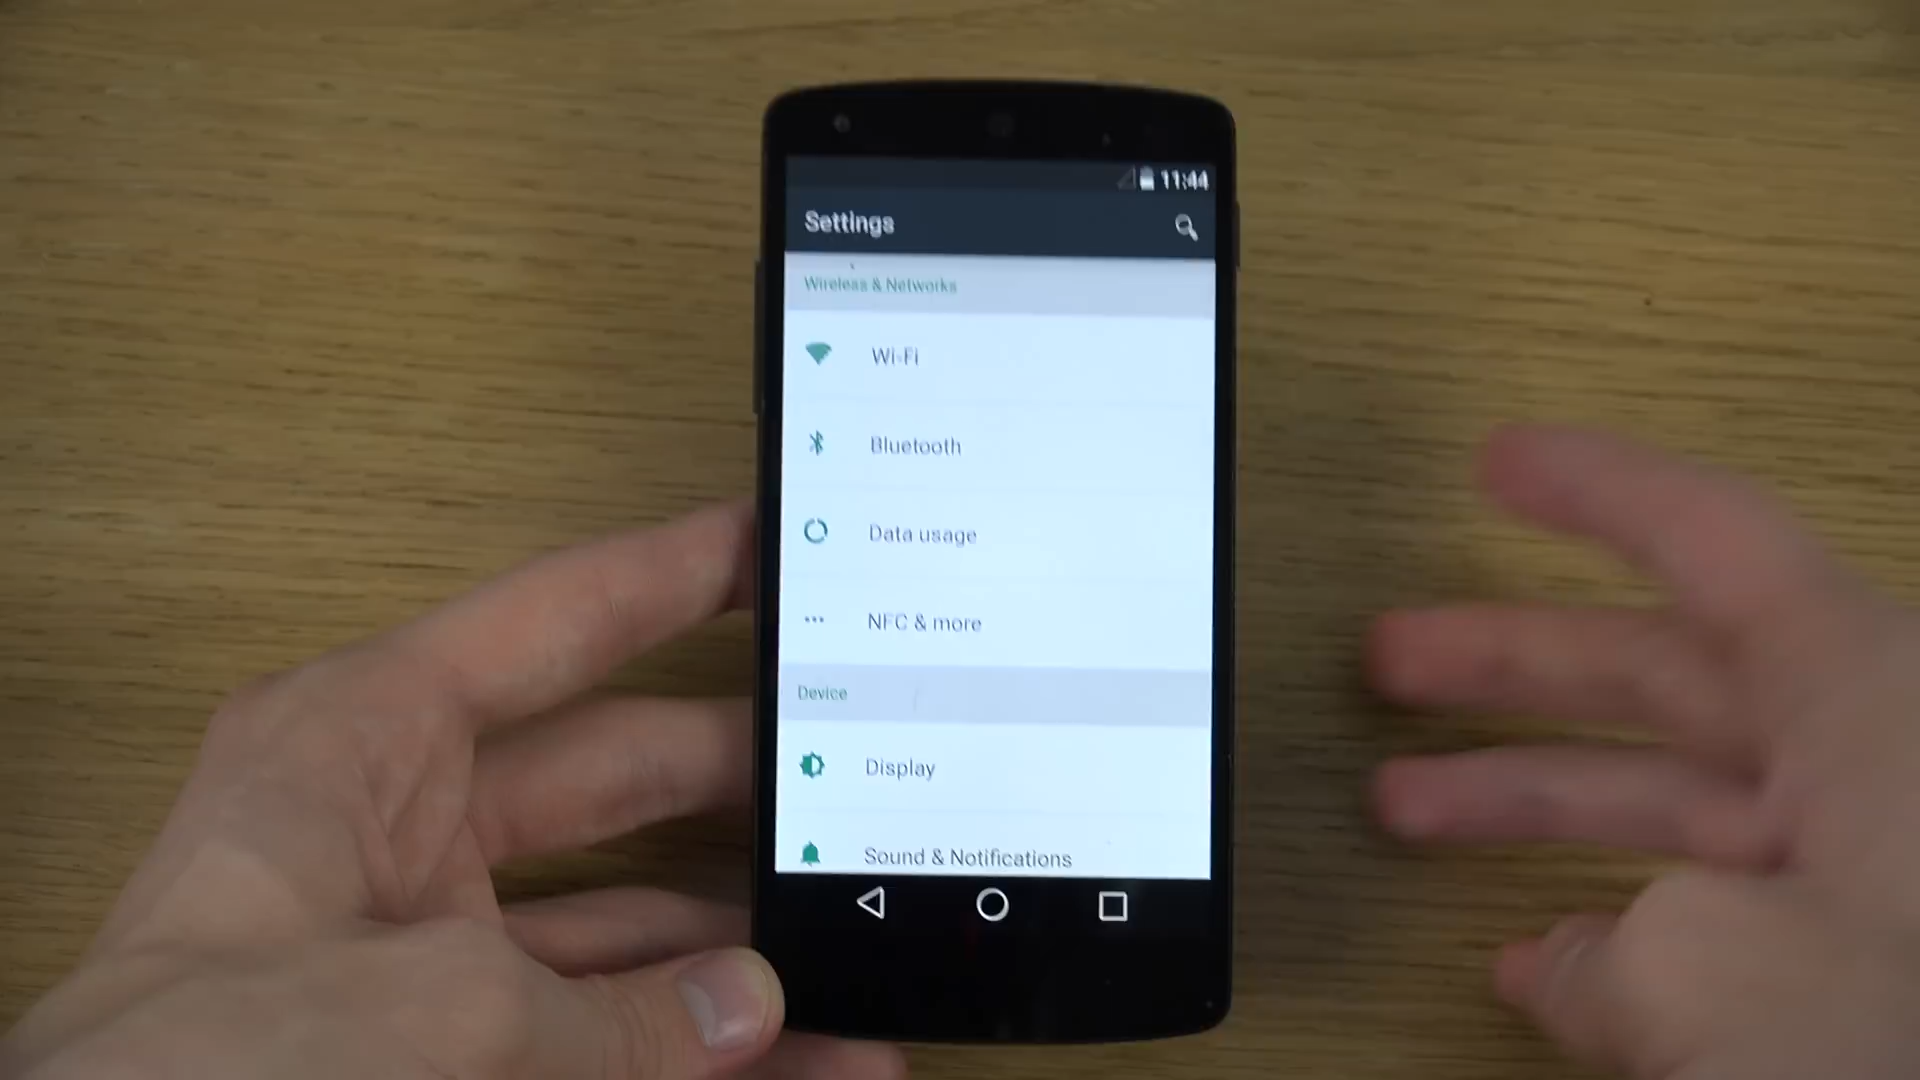 11:44
Settings
Wireless & Networks
Wi-Fi
Bluetooth
Data usage
NFC & more
Device
Display
Sound & Notifications